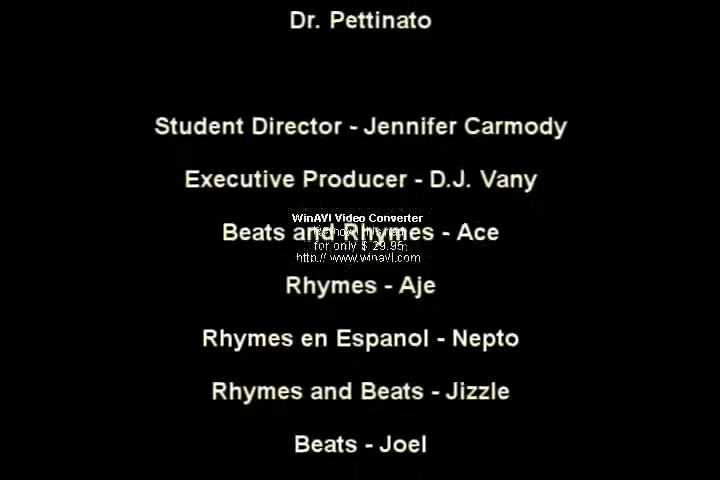 Dr. Pettinato
Student Director - Jennifer Carmody
Executive Producer - D.J. Vany
WinAVI Video Converter
Beats and Rhymes - Ace
for only $ 29.95
http:// www.winavi.com
Rhymes - Aje
Rhymes en Espanol - Nepto
Rhymes and Beats - Jizzle
Beats - Joel